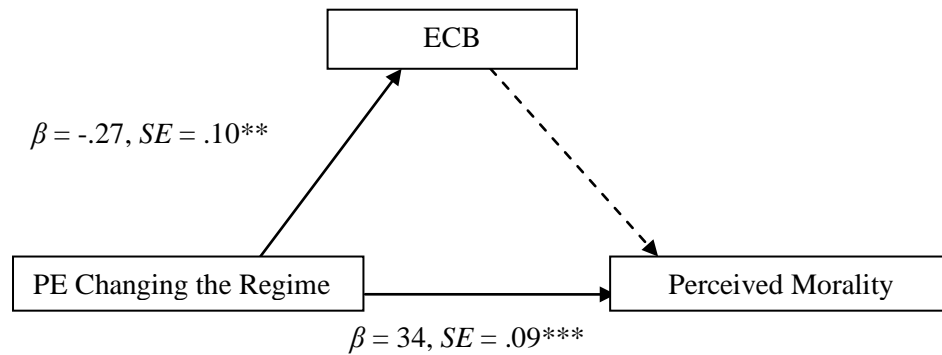 ECB
β = -.27, SE = .10**
PE Changing the Regime
Perceived Morality
β = 34, SE = .09***